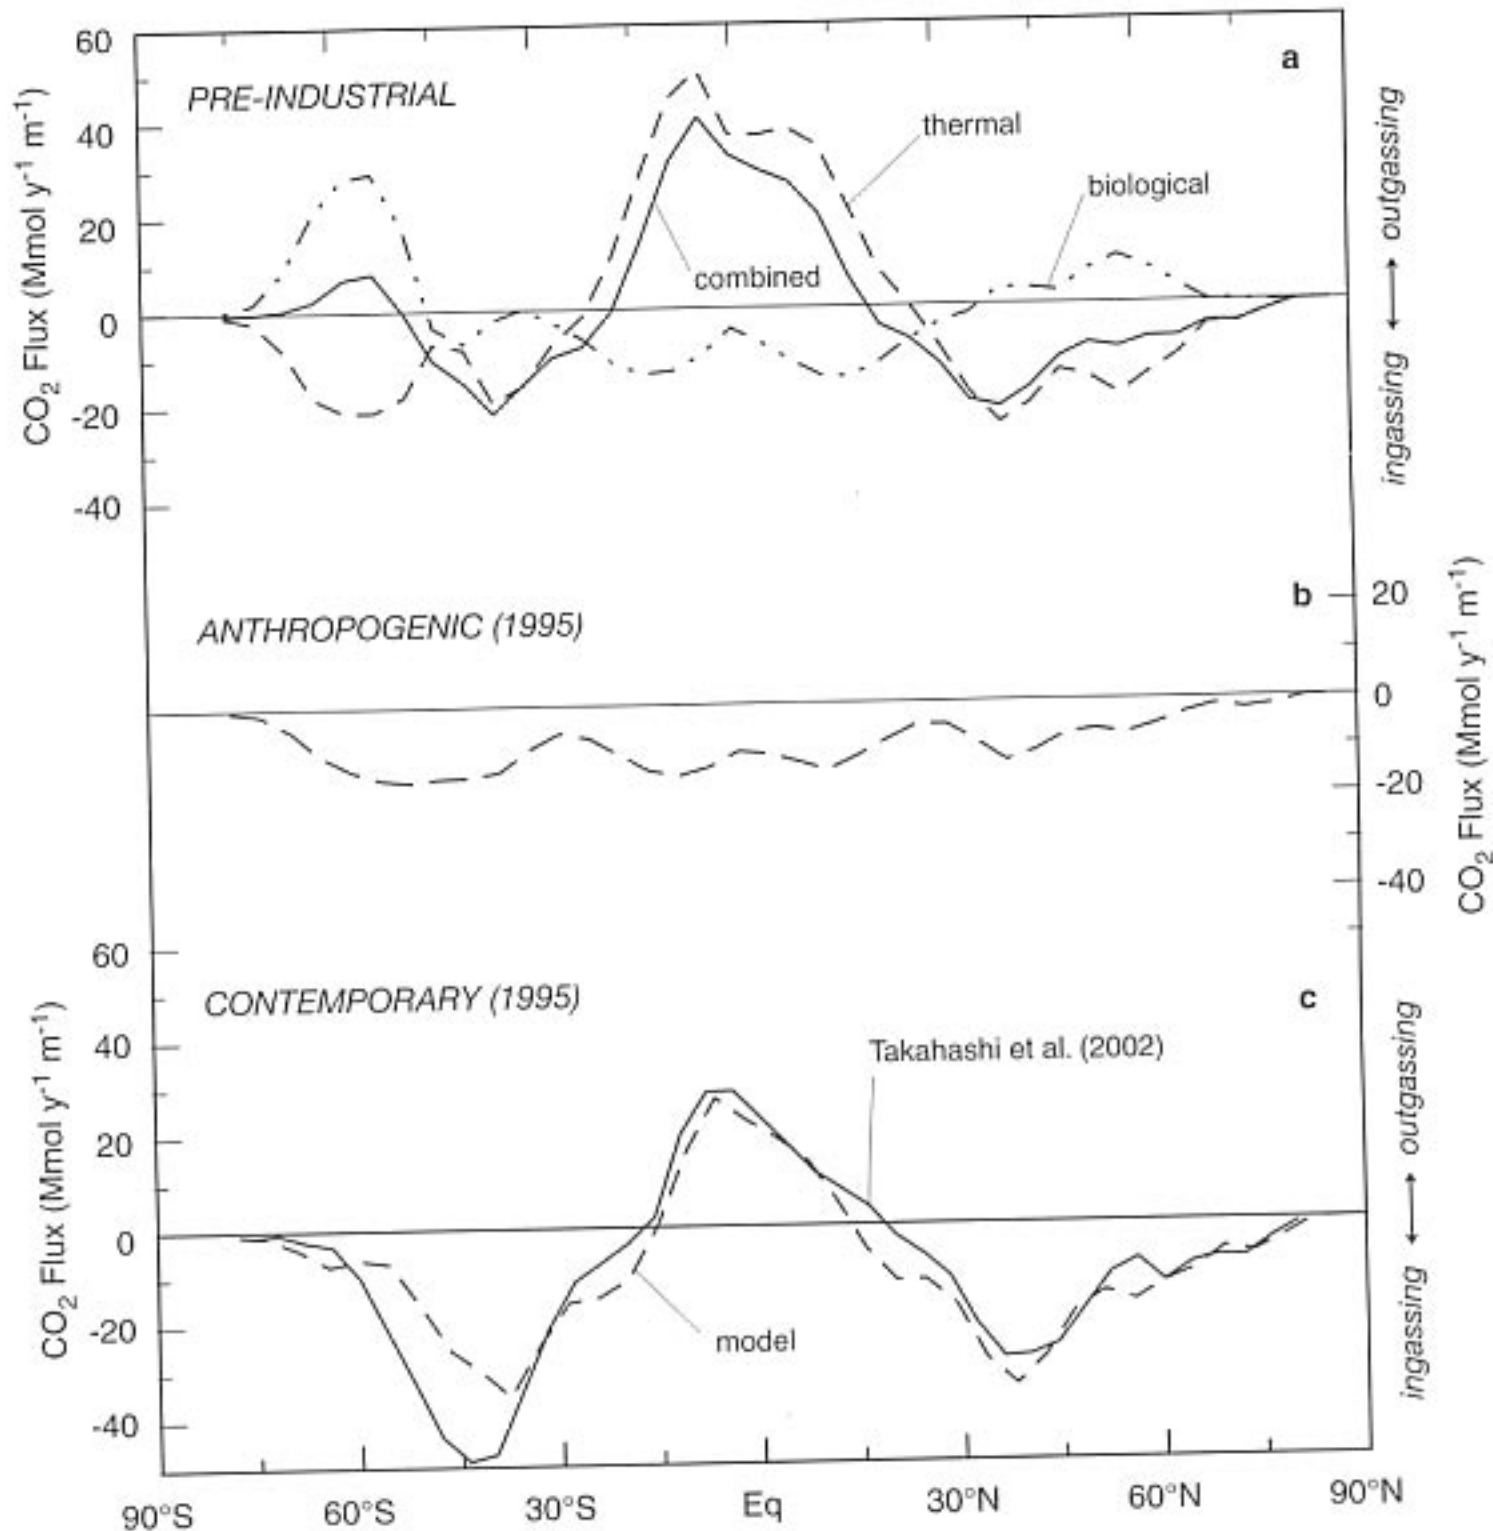 a
PRE-INDUSTRIAL
60
40
20
0
-20
-40
CO2 Flux (Mmol y-1 m-1)
thermal
biological
combined
ingassing ↔ outgasssing
b
ANTHROPOGENIC (1995)
20
0
-20
-40
CO2 Flux (Mmol y-1 m-1)
c
CONTEMPORARY (1995)
60
40
20
0
-20
-40
CO2 Flux (Mmol y-1 m-1)
Takahashi et al. (2002)
model
ingassing ↔ outgassing
90°S 60°S 30°S Eq 30°N 60°N 90°N